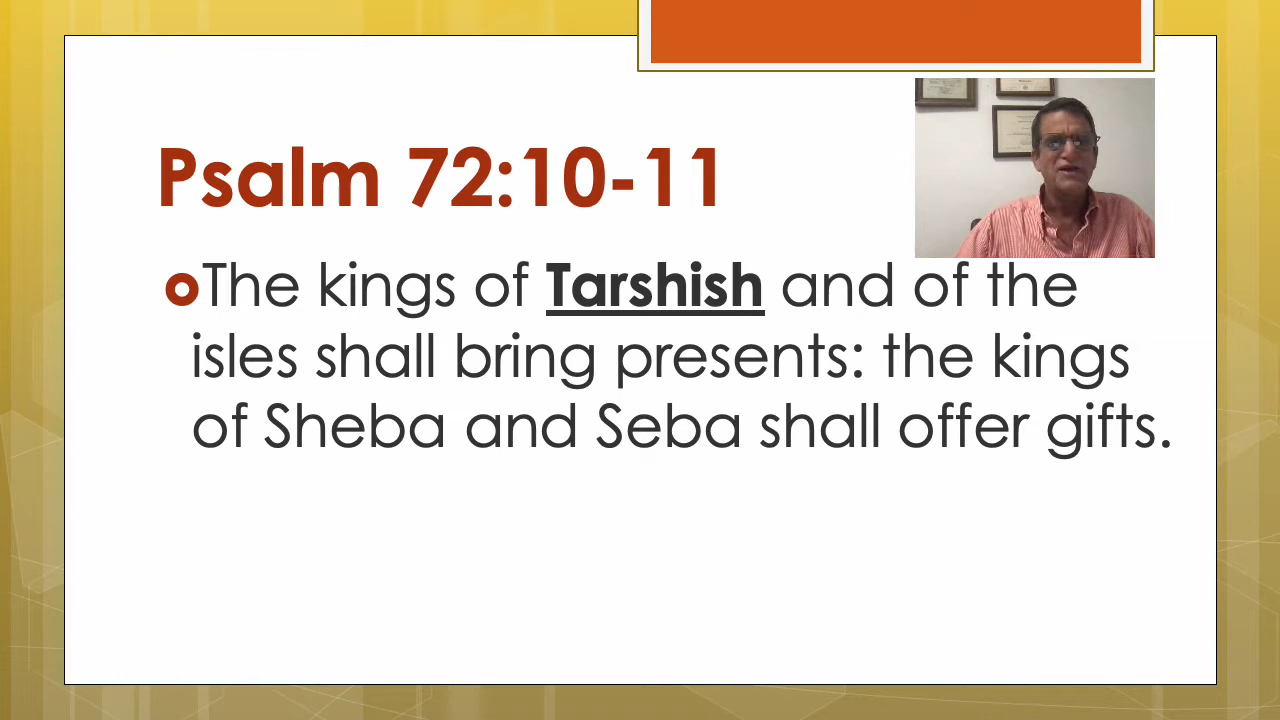 Psalm 72:10-11
The kings of Tarshish and of the
isles shall bring presents: the kings
of Sheba and Seba shall offer gifts.